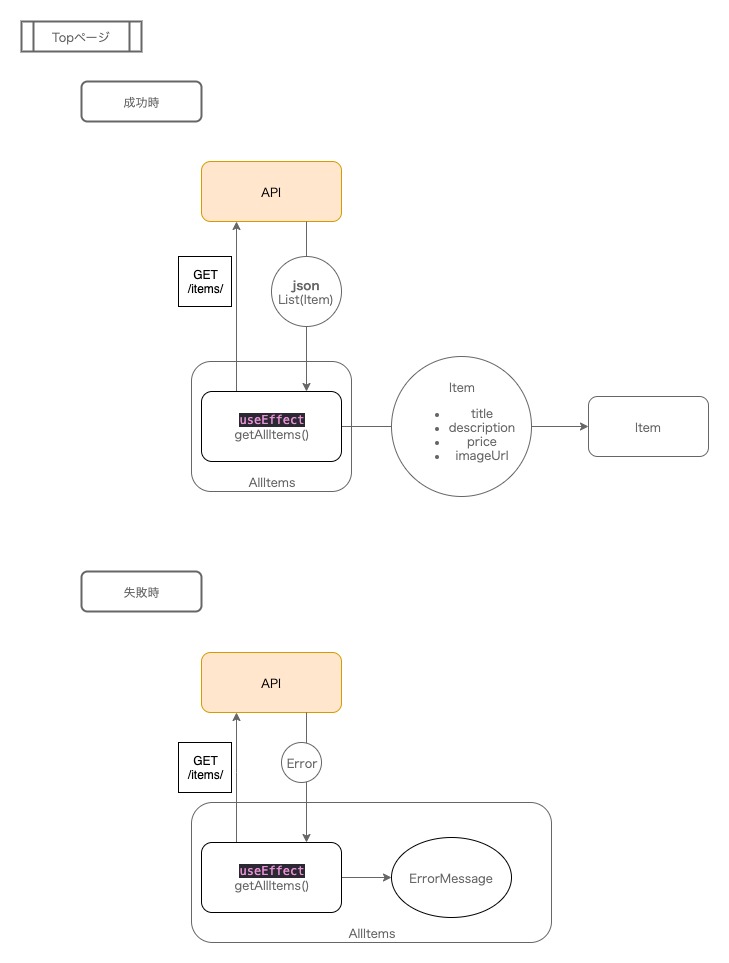 Topページ
成功時
API
GET
/items/
json
List(Item)
useEffect
getAllItems()
AllItems
Item
title
description
price
imageUrl
Item
失敗時
API
GET
/items/
Error
useEffect
getAllItems()
ErrorMessage
AllItems